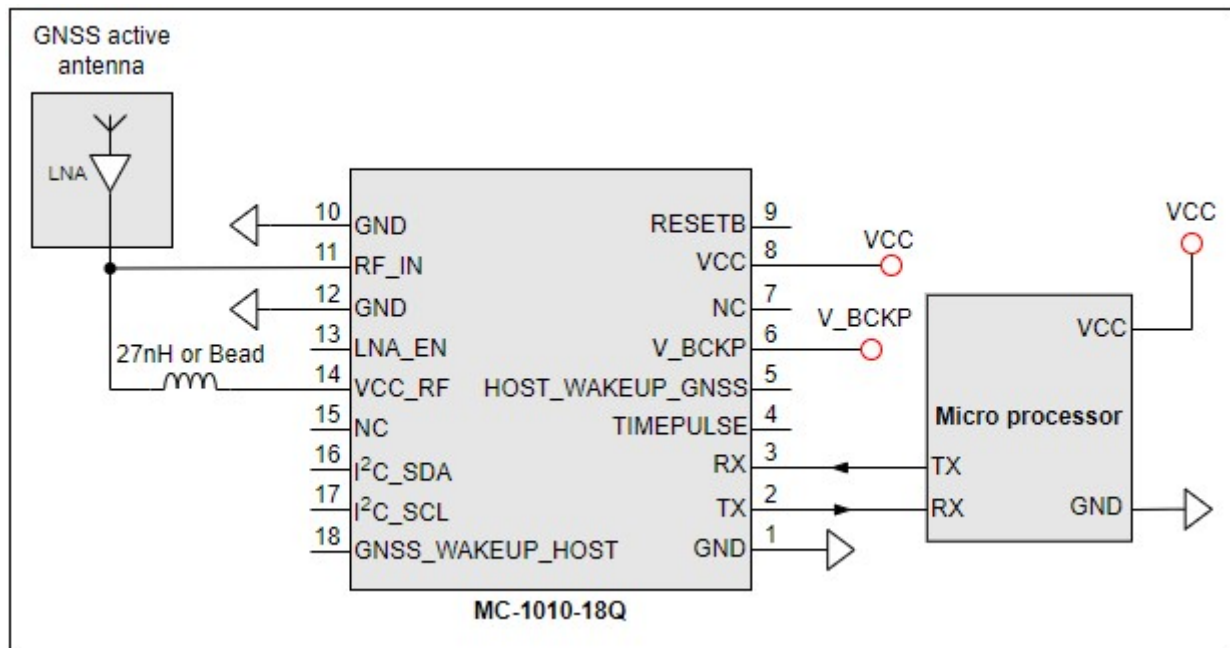 GNSS active
antenna
LNA
27nH or Bead
10 GND
11 RF_IN
12 GND
13 LNA_EN
14 VCC_RF
15 NC
16 I²C_SDA
17 I²C_SCL
18 GNSS_WAKEUP_HOST
RESETB 9
VCC 8
NC 7
V_BCKP 6
HOST_WAKEUP_GNSS 5
TIMEPULSE 4
RX 3
TX 2
GND 1
MC-1010-18Q
VCC
V_BCKP
VCC
VCC
Micro processor
TX
RX
GND